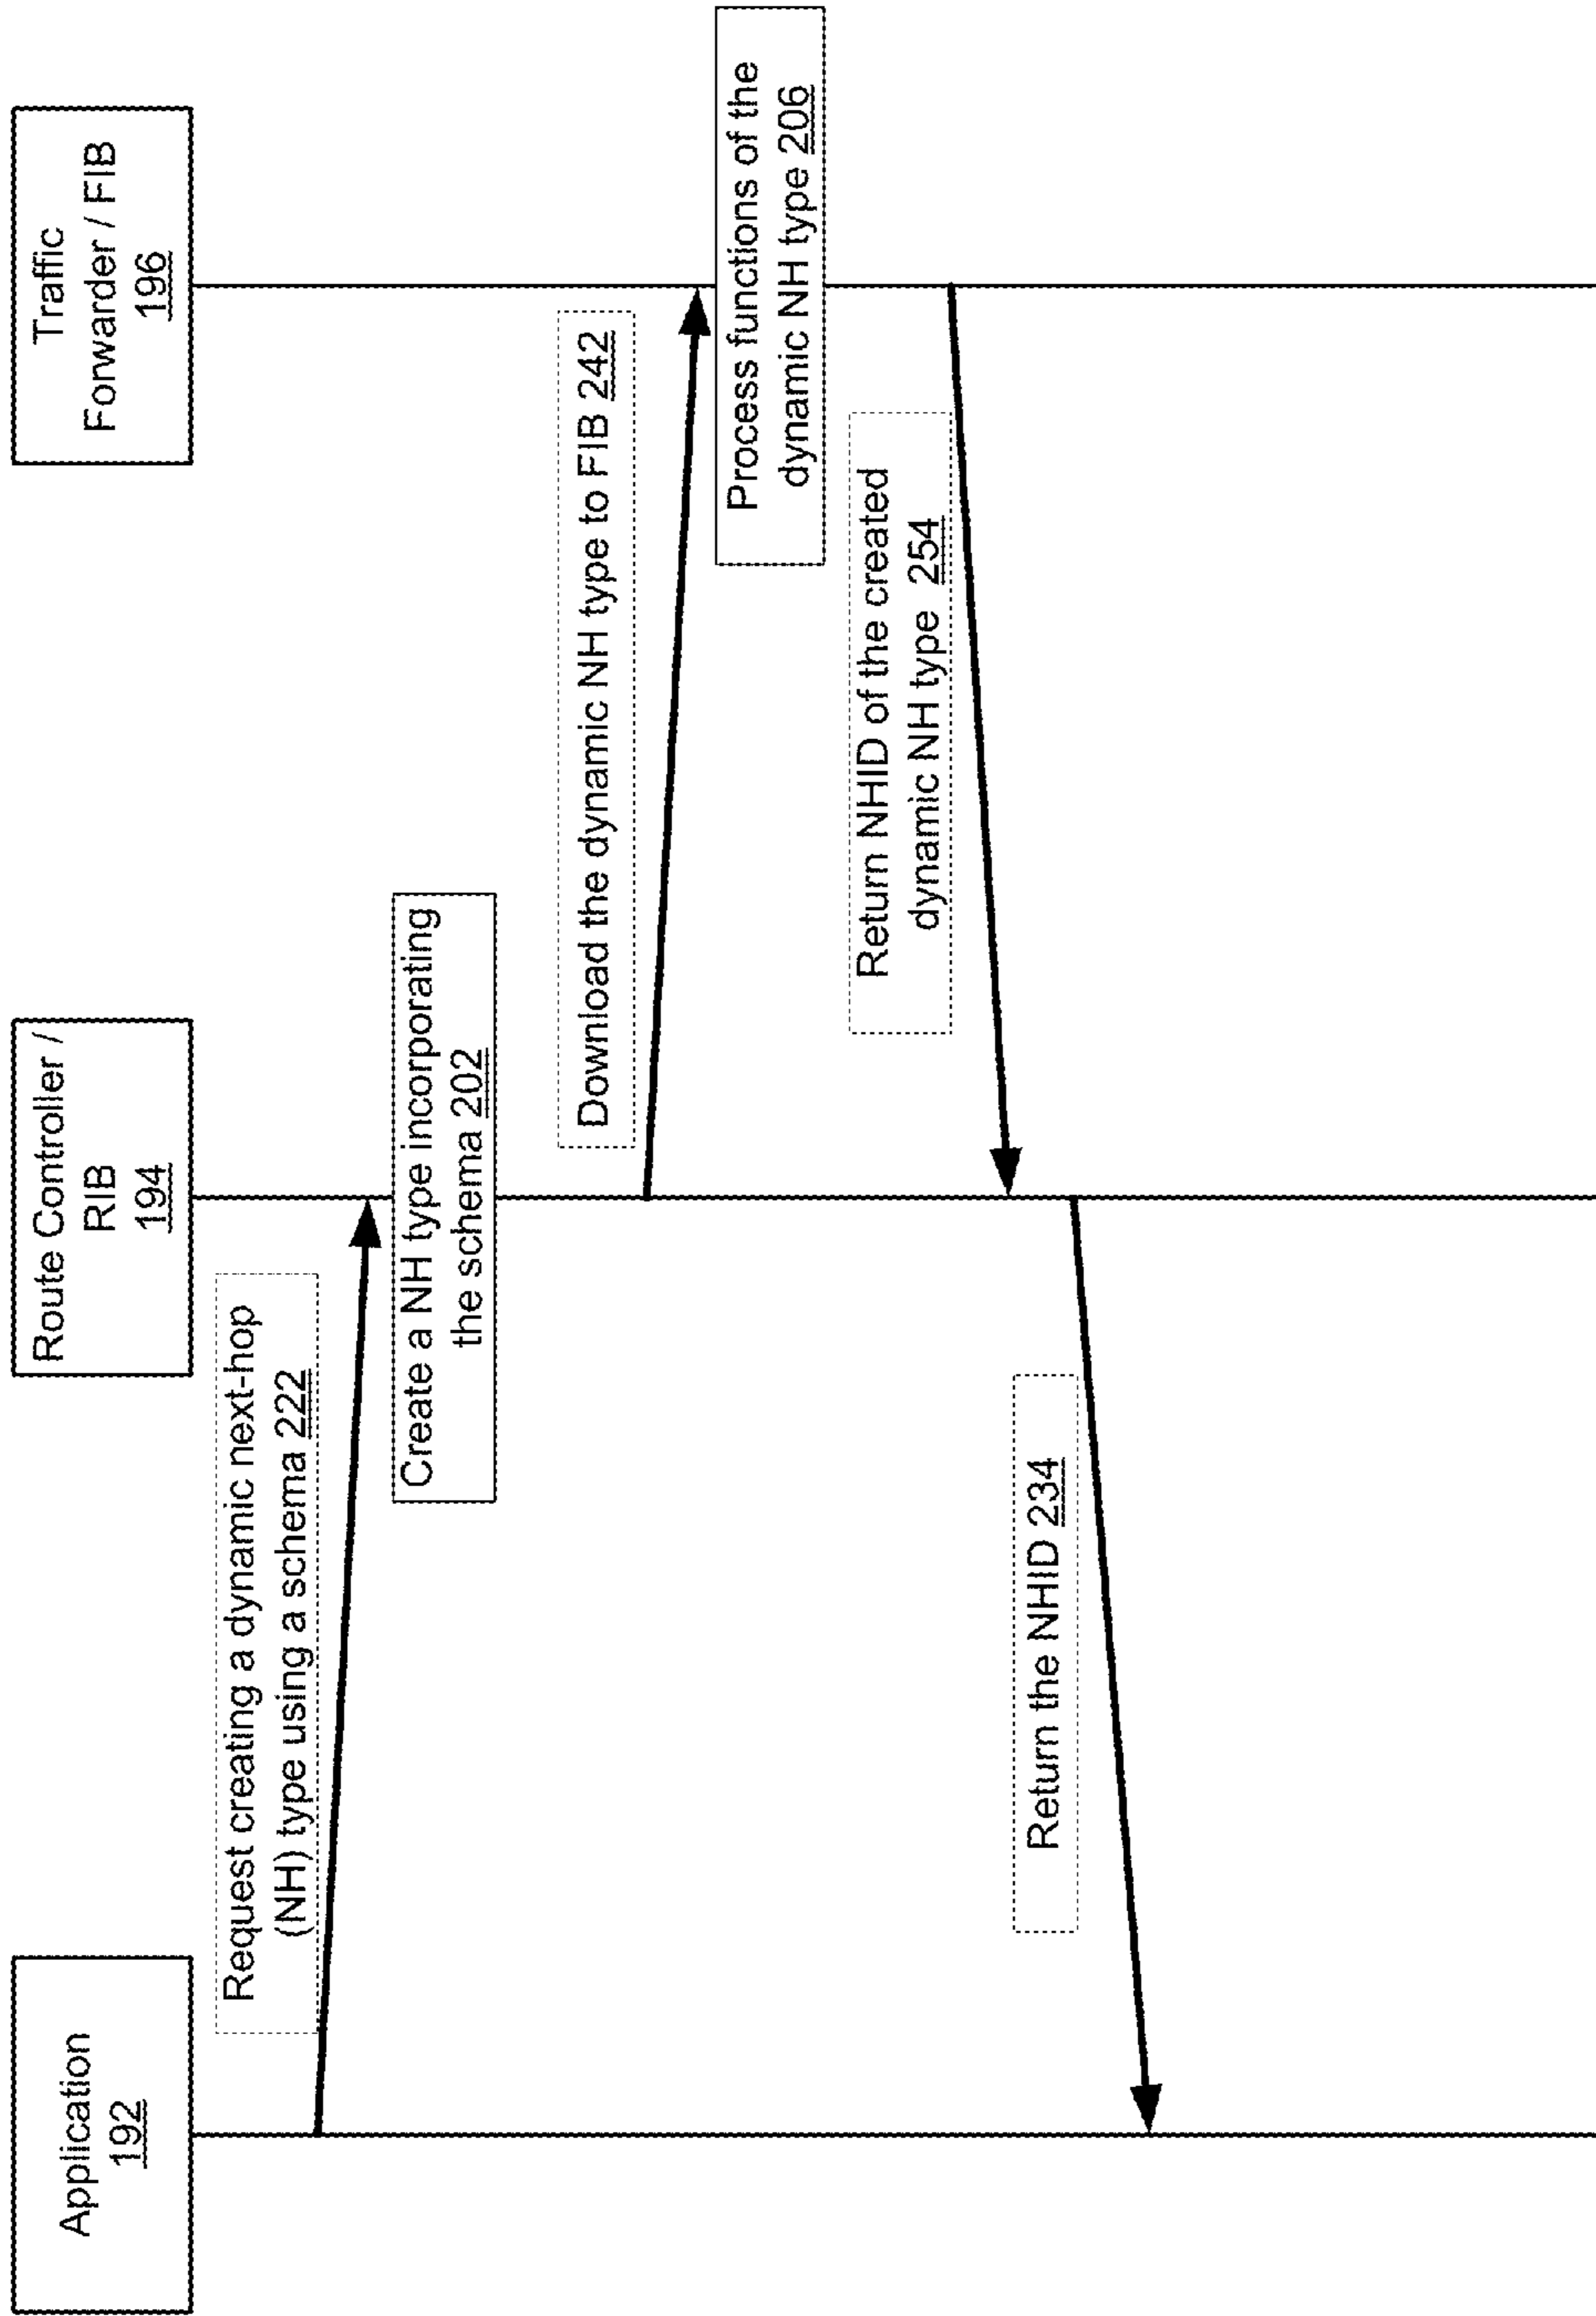 Application
192
Route Controller /
RIB
194
Traffic
Forwarder / FIB
196
Request creating a dynamic next-hop
(NH) type using a schema 222
Create a NH type incorporating
the schema 202
Download the dynamic NH type to FIB 242
Process functions of the
dynamic NH type 206
Return NHID of the created
dynamic NH type 254
Return the NHID 234